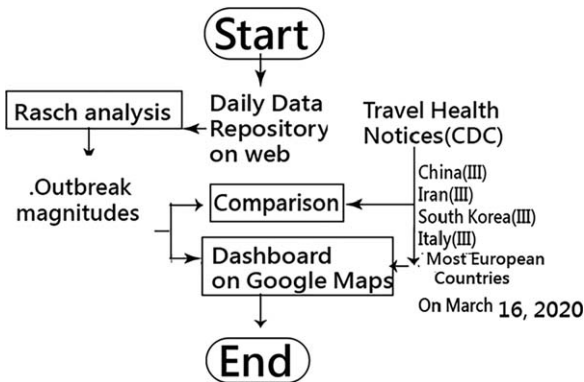 Start
Rasch analysis
Daily Data
Repository
on web
Travel Health
Notices(CDC)
.Outbreak
magnitudes
Comparison
China(III)
Iran(III)
South Korea(III)
Italy(III)
Most European
Countries
Dashboard
on Google Maps
On March 16, 2020
End